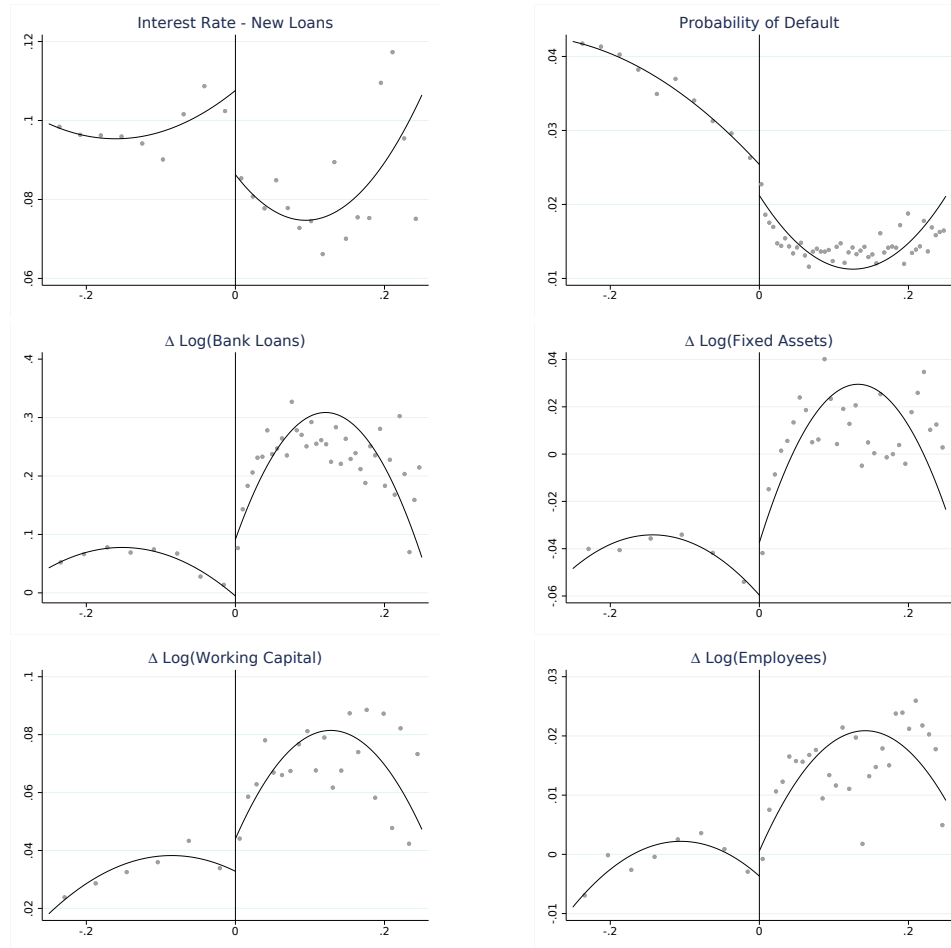 Interest Rate - New Loans
.12
.1
.08
.06
-.2 0 .2
Probability of Default
.04
.03
.02
.01
-.2 0 .2
Δ Log(Bank Loans)
.4
.3
.2
.1
0
-.2 0 .2
Δ Log(Fixed Assets)
.04
.02
0
-.02
-.04
-.06
-.2 0 .2
Δ Log(Working Capital)
.1
.08
.06
.04
.02
-.2 0 .2
Δ Log(Employees)
.03
.02
.01
0
-.01
-.2 0 .2